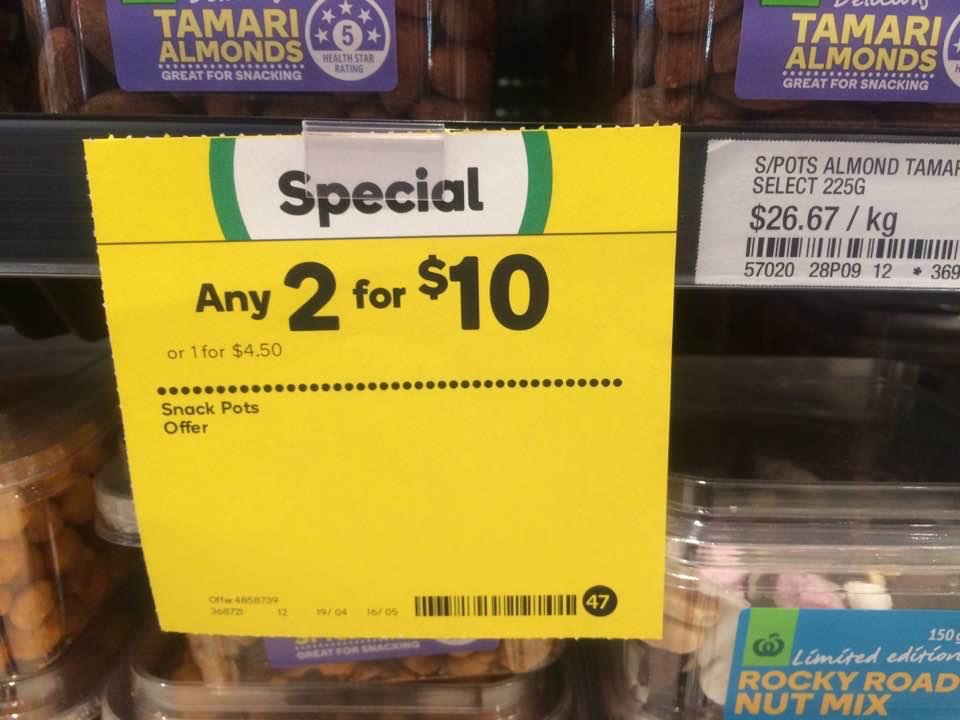 TAMARI
ALMONDS
GREAT FOR SNACKING
5
HEALTH STAR
RATING
Delicious
TAMARI
ALMONDS
GREAT FOR SNACKING
Special
Any 2 for $10
or 1 for $4.50
Snack Pots
Offer
Offer 4858739
368721 12 19/04 16/05
47
S/POTS ALMOND TAMAR
SELECT 225G
$26.67 / kg
57020 28P09 12 * 369
GREAT FOR SNACKING
150g
Limited edition
ROCKY ROAD
NUT MIX